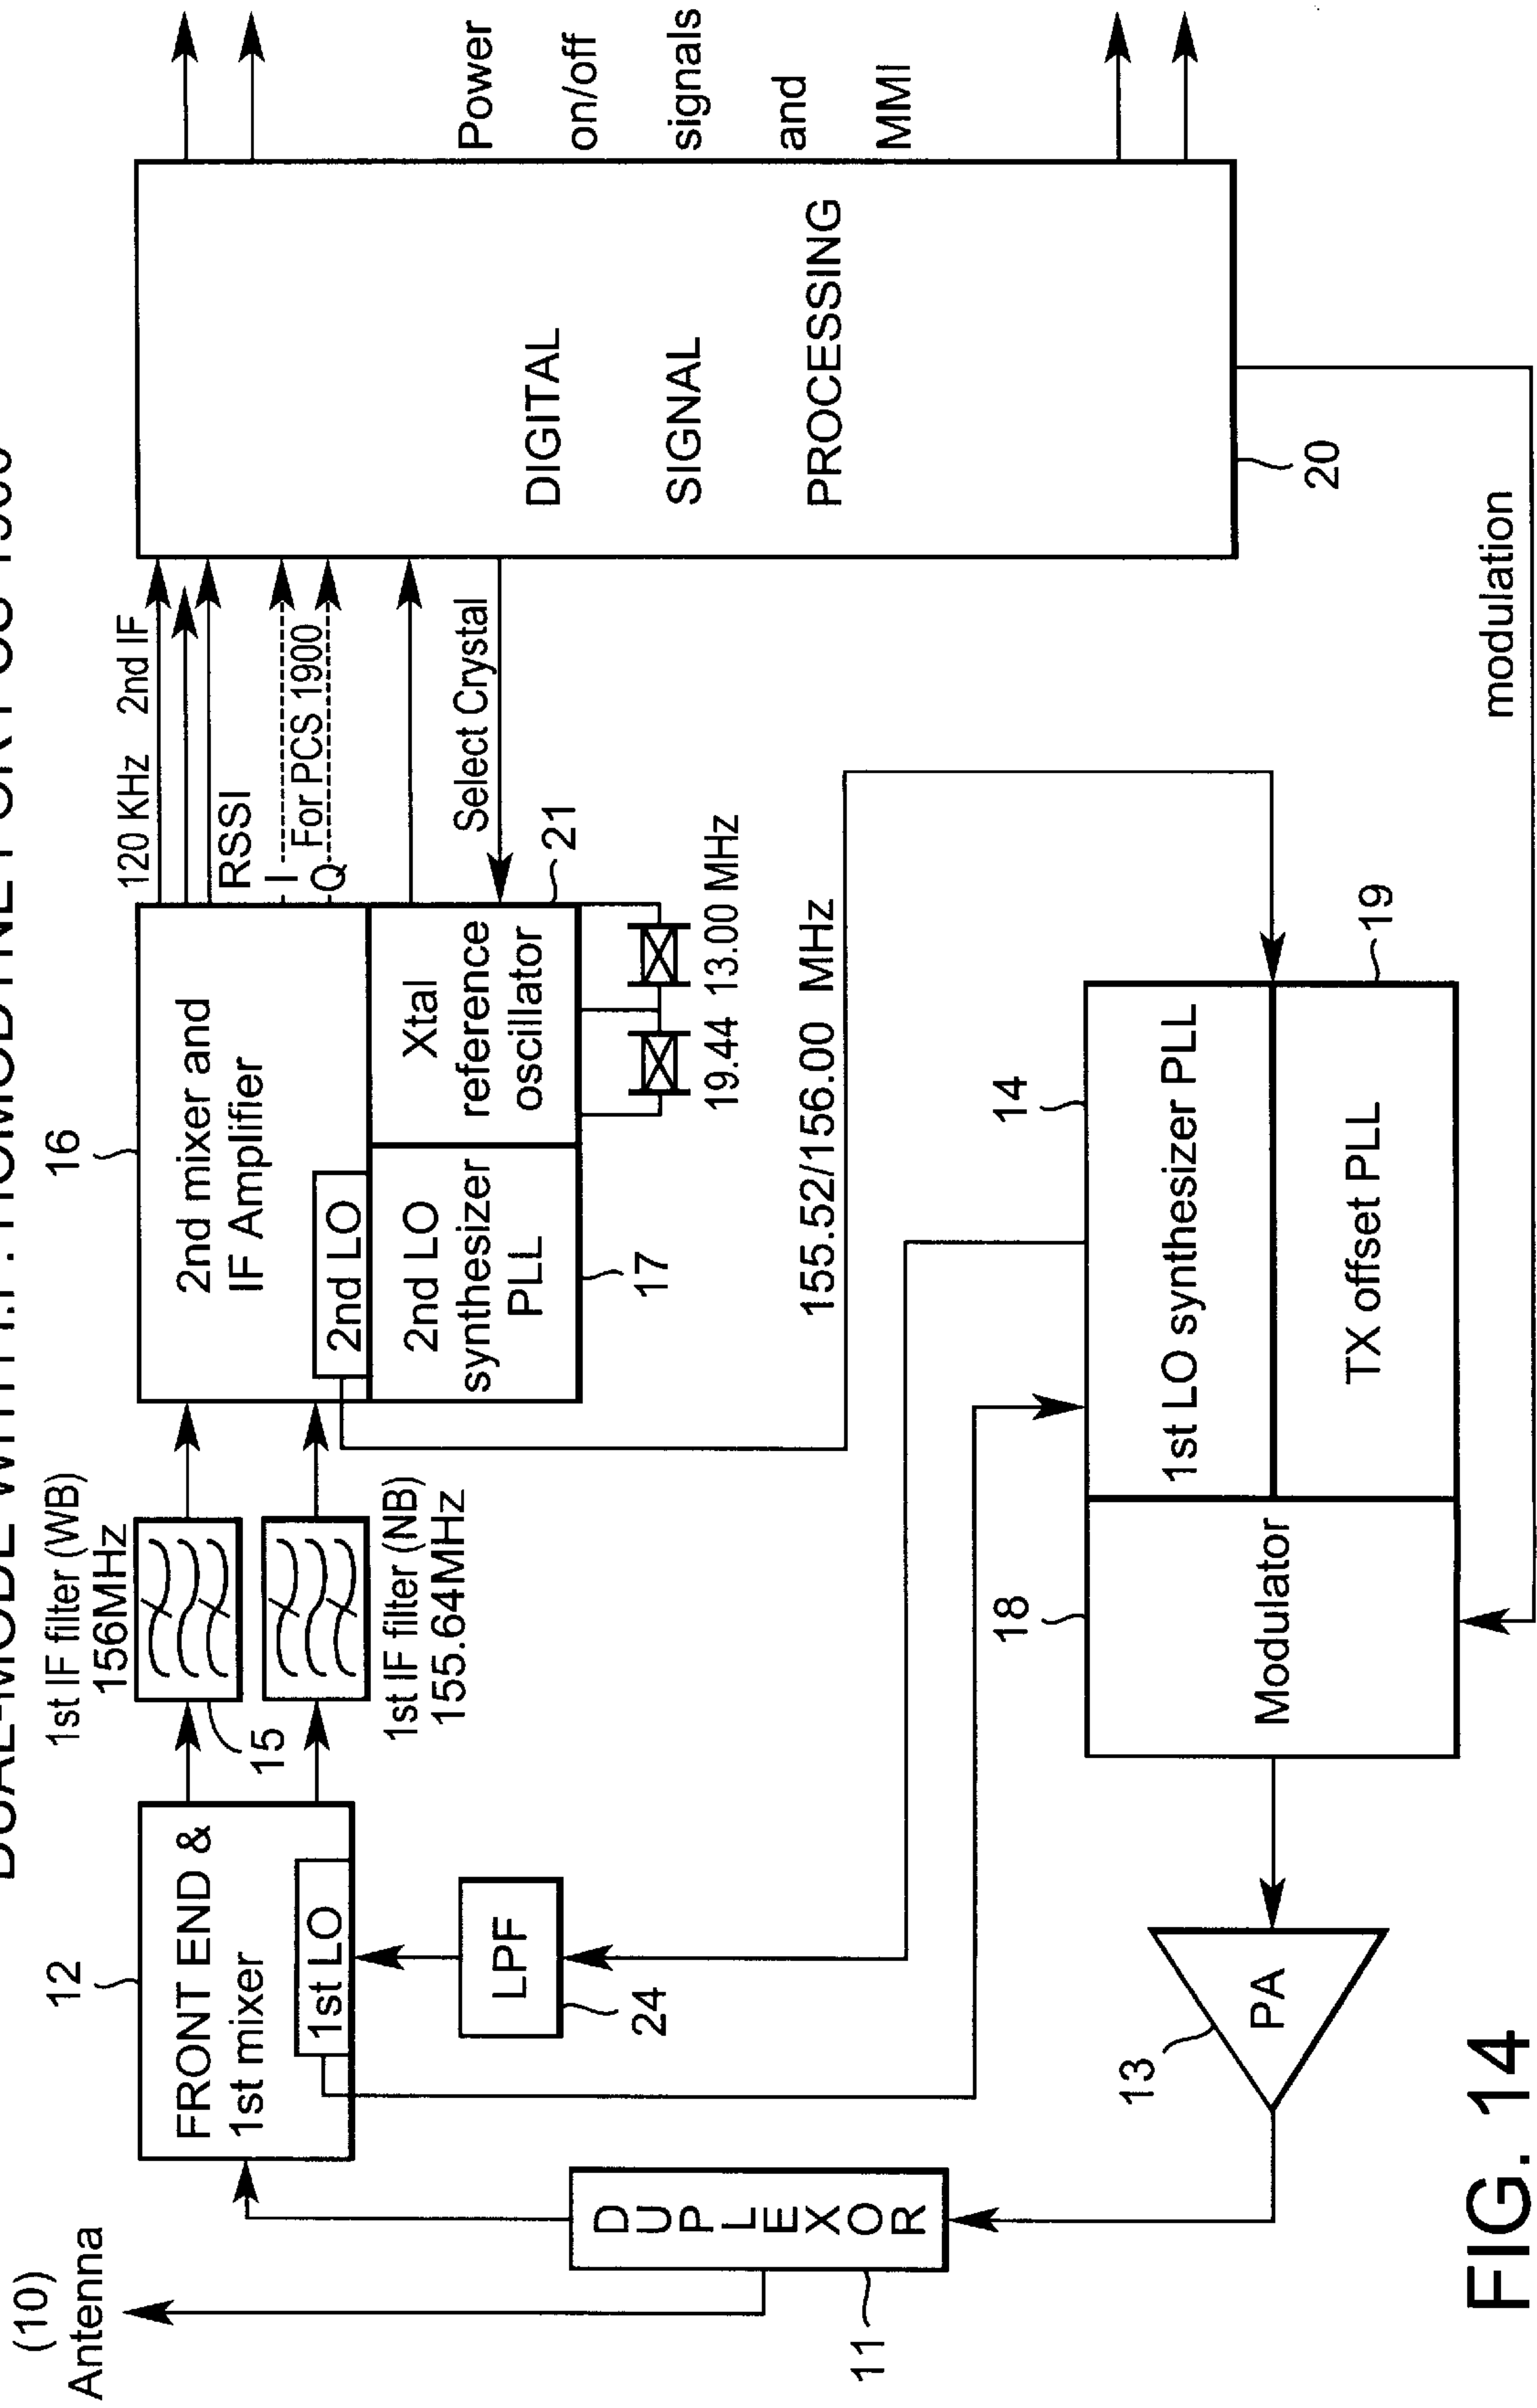 DUAL-MODE WITH I.F. HOMODYNE FOR PCS 1900
(10)
Antenna
12
FRONT END &
1st mixer
1st LO
1st IF filter (WB)
156MHz
15
1st IF filter (NB)
155.64MHz
16
2nd mixer and
IF Amplifier
2nd LO
2nd LO
synthesizer
PLL
17
Xtal
reference
oscillator
21
19.44 13.00 MHz
120 KHz 2nd IF
RSSI
I
Q
For PCS 1900
Select Crystal
DIGITAL
SIGNAL
PROCESSING
20
Power
on/off
signals
and
MMI
155.52/156.00 MHz
LPF
24
DUPLEXOR
11
13
PA
18
Modulator
14
1st LO synthesizer PLL
TX offset PLL
19
modulation
FIG. 14